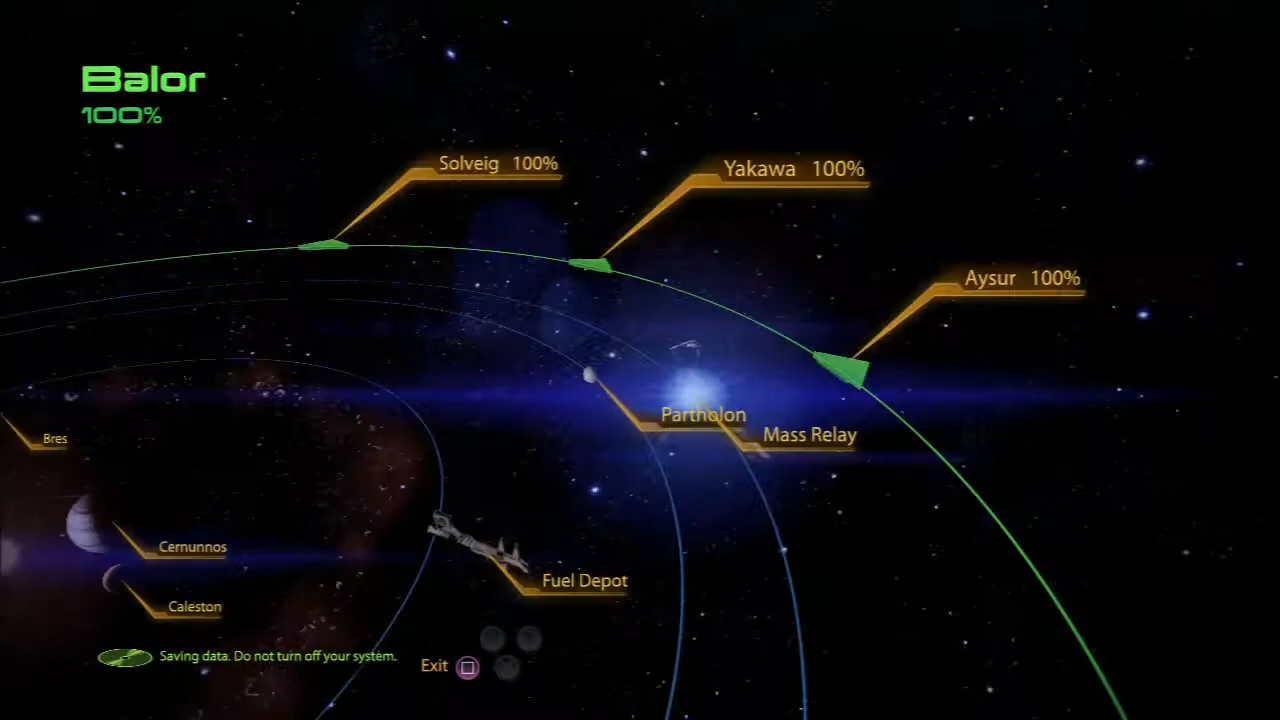 Balor
100%
Solveig 100%
Yakawa 100%
Aysur 100%
Partholon
Mass Relay
Bres
Cernunnos
Fuel Depot
Caleston
Saving data. Do not turn off your system.
Exit